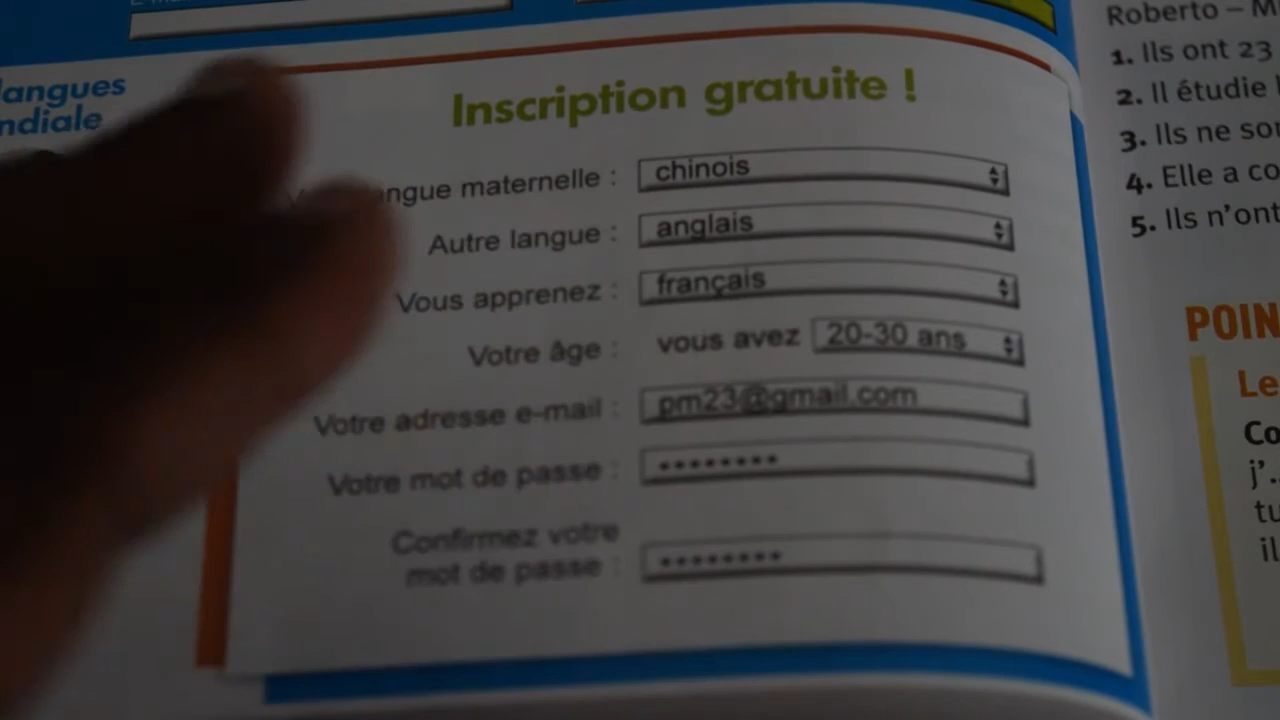 langues
ndiale
Inscription gratuite !
ngue maternelle : chinois
Autre langue : anglais
Vous apprenez : français
Votre âge : vous avez 20-30 ans
Votre adresse e-mail : pm23@gmail.com
Votre mot de passe : ••••••••
Confirmez votre
mot de passe : ••••••••
Roberto – M
1. Ils ont 23
2. Il étudie
3. Ils ne so
4. Elle a co
5. Ils n'ont
POIN
Le
Co
j'.
tu
il